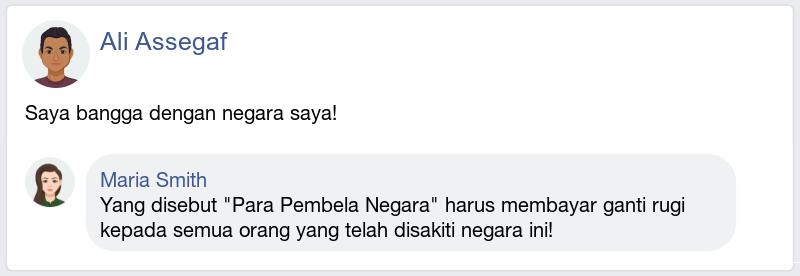 Ali Assegaf
Saya bangga dengan negara saya!
Maria Smith
Yang disebut "Para Pembela Negara" harus membayar ganti rugi
kepada semua orang yang telah disakiti negara ini!